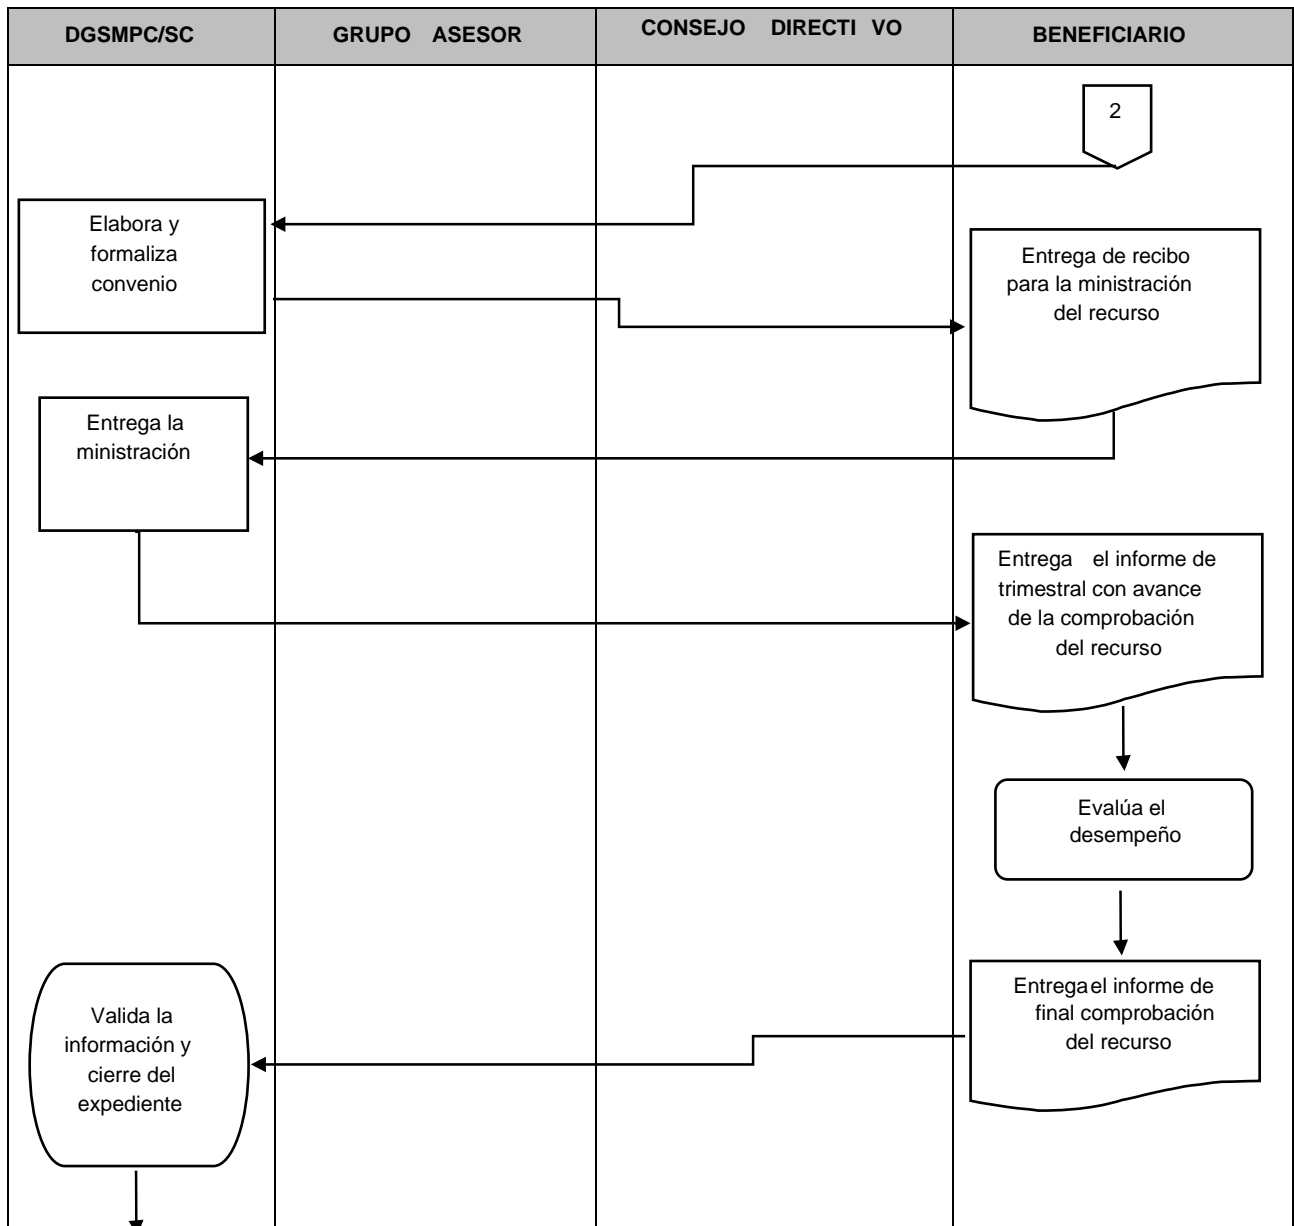 DGSMPC/SC
GRUPO ASESOR
CONSEJO DIRECTI VO
BENEFICIARIO
2
Elabora y
formaliza
convenio
Entrega de recibo
para la ministración
del recurso
Entrega la
ministración
Entrega el informe de
trimestral con avance
de la comprobación
del recurso
Evalúa el
desempeño
Entrega el informe de
final comprobación
del recurso
Valida la
información y
cierre del
expediente